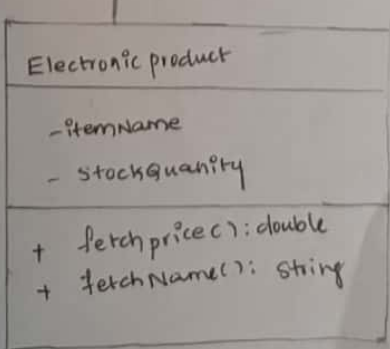 Electronic product
- itemName
- stockQuanity
+ fetchprice(): double
+ fetchName(): string